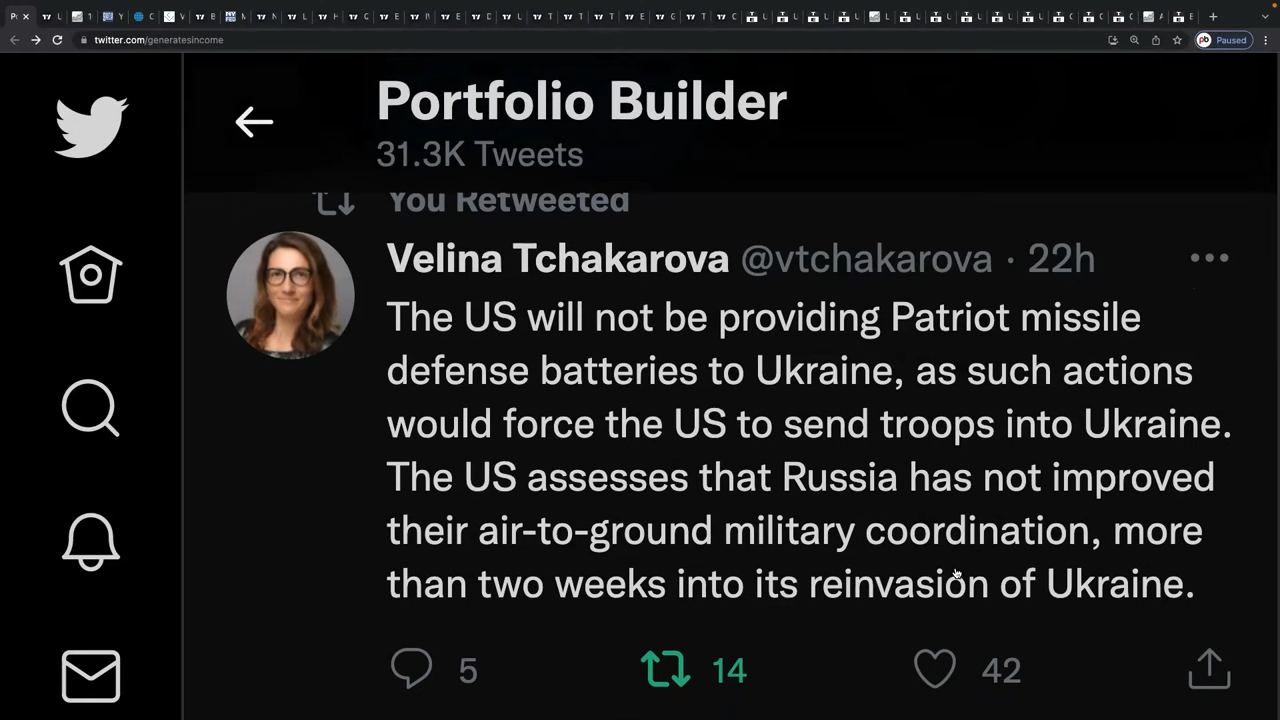 twitter.com/generatesincome
Paused
Portfolio Builder
31.3K Tweets
You Retweeted
Velina Tchakarova @vtchakarova · 22h
The US will not be providing Patriot missile
defense batteries to Ukraine, as such actions
would force the US to send troops into Ukraine.
The US assesses that Russia has not improved
their air-to-ground military coordination, more
than two weeks into its reinvasion of Ukraine.
5 14 42